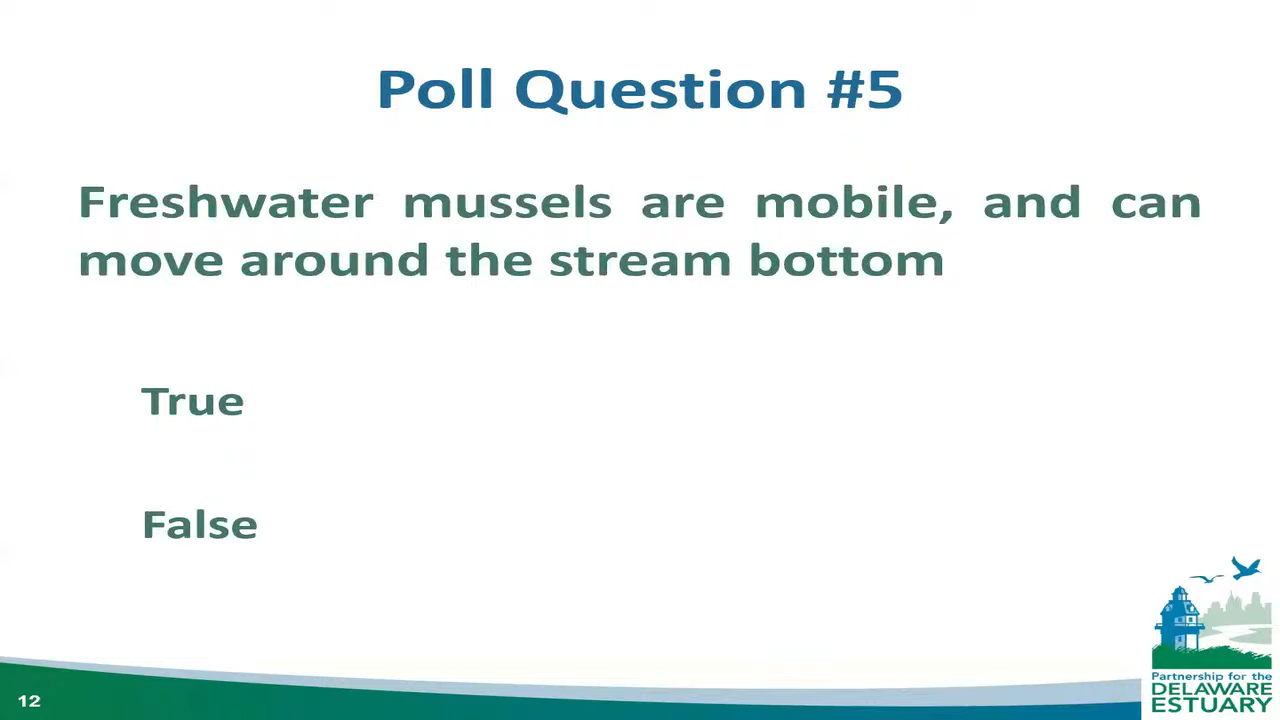 Poll Question #5
Freshwater mussels are mobile, and can
move around the stream bottom
True
False
12
Partnership for the
DELAWARE
ESTUARY